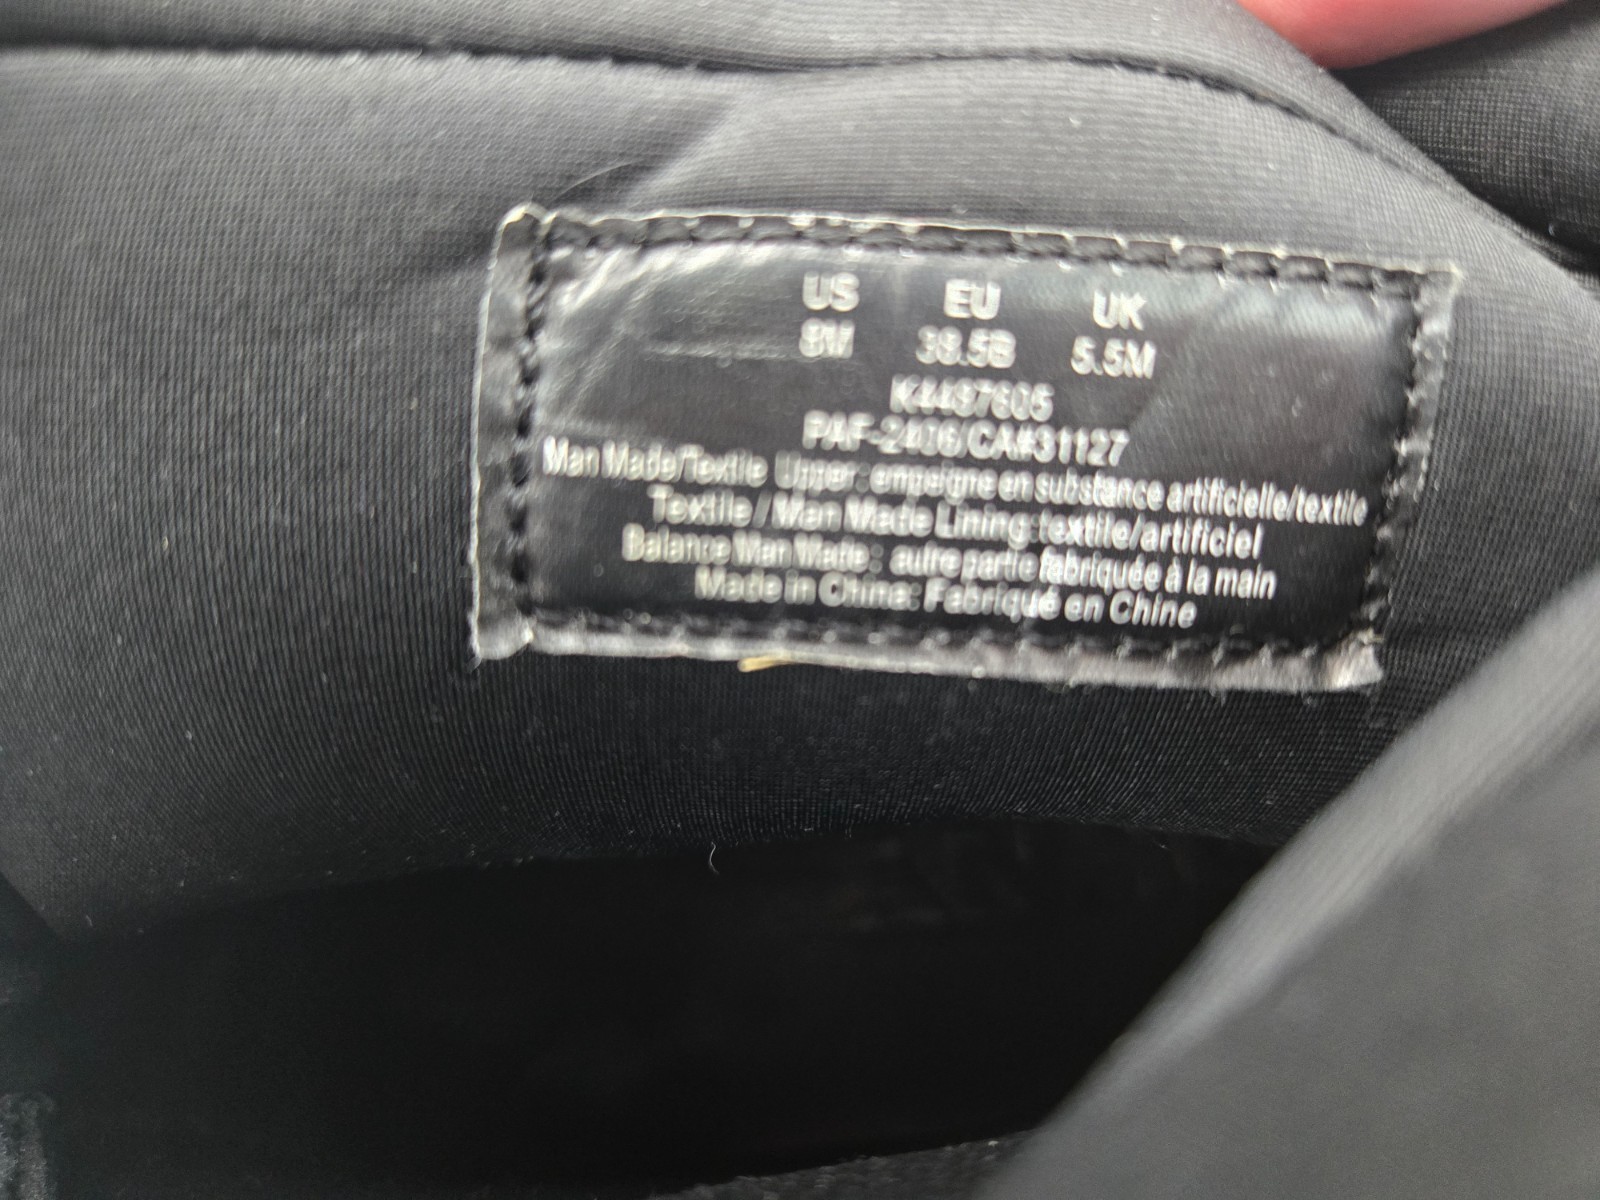 US EU UK
8M 38.5B 5.5M
K4497605
PAF-2406/CA#31127
Man Made/Textile Upper : empeigne en substance artificielle/textile
Textile / Man Made Lining:textile/artificiel
Balance Man Made : autre partie fabriquée à la main
Made in China: Fabriqué en Chine